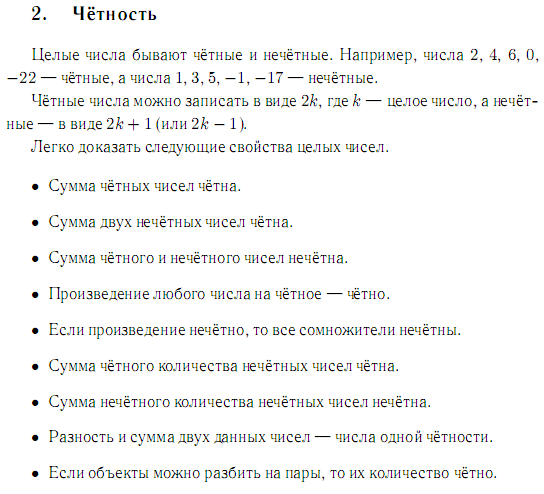 2. Чётность
Целые числа бывают чётные и нечётные. Например, числа 2, 4, 6, 0,
−22 — чётные, а числа 1, 3, 5, −1, −17 — нечётные.
Чётные числа можно записать в виде 2k, где k — целое число, а нечёт-
ные — в виде 2k + 1 (или 2k − 1).
Легко доказать следующие свойства целых чисел.
• Сумма чётных чисел чётна.
• Сумма двух нечётных чисел чётна.
• Сумма чётного и нечётного чисел нечётна.
• Произведение любого числа на чётное — чётно.
• Если произведение нечётно, то все сомножители нечётны.
• Сумма чётного количества нечётных чисел чётна.
• Сумма нечётного количества нечётных чисел нечётна.
• Разность и сумма двух данных чисел — числа одной чётности.
• Если объекты можно разбить на пары, то их количество чётно.